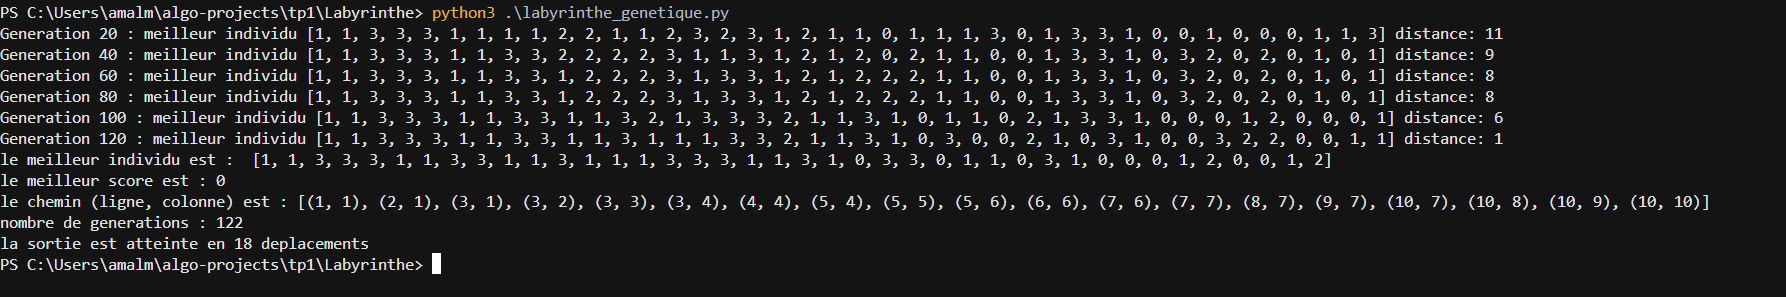 PS C:\Users\amalm\algo-projects\tp1\Labyrinthe> python3 .\labyrinthe_genetique.py
Generation 20 : meilleur individu [1, 1, 3, 3, 3, 1, 1, 1, 1, 2, 2, 1, 1, 2, 3, 2, 3, 1, 2, 1, 1, 0, 1, 1, 1, 3, 0, 1, 3, 3, 1, 0, 0, 1, 0, 0, 0, 1, 1, 3] distance: 11
Generation 40 : meilleur individu [1, 1, 3, 3, 3, 1, 1, 3, 3, 2, 2, 2, 2, 3, 1, 1, 3, 1, 2, 1, 2, 0, 2, 1, 1, 0, 0, 1, 3, 3, 1, 0, 3, 2, 0, 2, 0, 1, 0, 1] distance: 9
Generation 60 : meilleur individu [1, 1, 3, 3, 3, 1, 1, 3, 3, 1, 2, 2, 2, 3, 1, 3, 3, 1, 2, 1, 2, 2, 2, 1, 1, 0, 0, 1, 3, 3, 1, 0, 3, 2, 0, 2, 0, 1, 0, 1] distance: 8
Generation 80 : meilleur individu [1, 1, 3, 3, 3, 1, 1, 3, 3, 1, 2, 2, 2, 3, 1, 3, 3, 1, 2, 1, 2, 2, 2, 1, 1, 0, 0, 1, 3, 3, 1, 0, 3, 2, 0, 2, 0, 1, 0, 1] distance: 8
Generation 100 : meilleur individu [1, 1, 3, 3, 3, 1, 1, 3, 3, 1, 1, 3, 2, 1, 3, 3, 3, 2, 1, 1, 3, 1, 0, 1, 1, 0, 2, 1, 3, 3, 1, 0, 0, 0, 1, 2, 0, 0, 0, 1] distance: 6
Generation 120 : meilleur individu [1, 1, 3, 3, 3, 1, 1, 3, 3, 1, 1, 3, 1, 1, 1, 3, 3, 2, 1, 1, 3, 1, 0, 3, 0, 0, 2, 1, 0, 3, 1, 0, 0, 3, 2, 2, 0, 0, 1, 1] distance: 1
le meilleur individu est :  [1, 1, 3, 3, 3, 1, 1, 3, 3, 1, 1, 3, 1, 1, 1, 3, 3, 3, 1, 1, 3, 1, 0, 3, 3, 0, 1, 1, 0, 3, 1, 0, 0, 0, 1, 2, 0, 0, 1, 2]
le meilleur score est : 0
le chemin (ligne, colonne) est : [(1, 1), (2, 1), (3, 1), (3, 2), (3, 3), (3, 4), (4, 4), (5, 4), (5, 5), (5, 6), (6, 6), (7, 6), (7, 7), (8, 7), (9, 7), (10, 7), (10, 8), (10, 9), (10, 10)]
nombre de generations : 122
la sortie est atteinte en 18 deplacements
PS C:\Users\amalm\algo-projects\tp1\Labyrinthe>